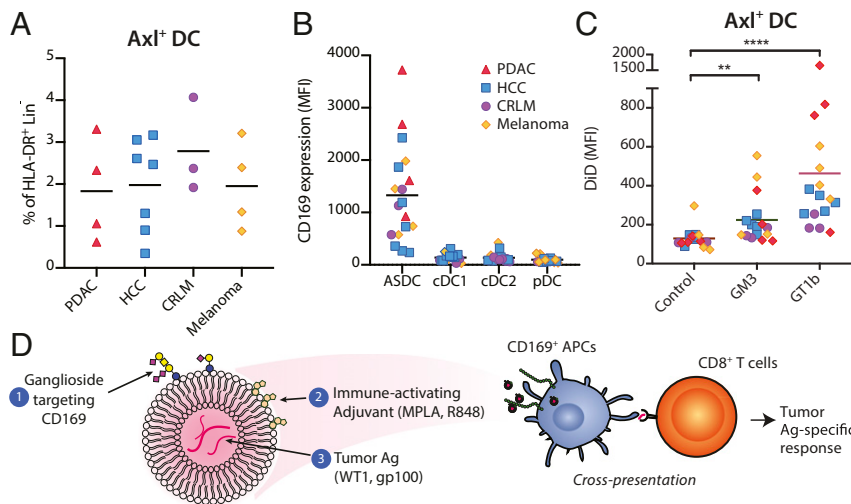 A
Axl+ DC
% of HLA-DR+ Lin-
5
4
3
2
1
0
PDAC
HCC
CRLM
Melanoma
B
CD169 expression (MFI)
4000
3000
2000
1000
0
PDAC
HCC
CRLM
Melanoma
ASDC
cDC1
cDC2
pDC
C
Axl+ DC
DiD (MFI)
2000
1500
1000
600
400
200
0
****
**
Control
GM3
GT1b
D
1 Ganglioside
targeting
CD169
2 Immune-activating
Adjuvant (MPLA, R848)
3 Tumor Ag
(WT1, gp100)
CD169+ APCs
CD8+ T cells
Tumor
Ag-specific
response
Cross-presentation